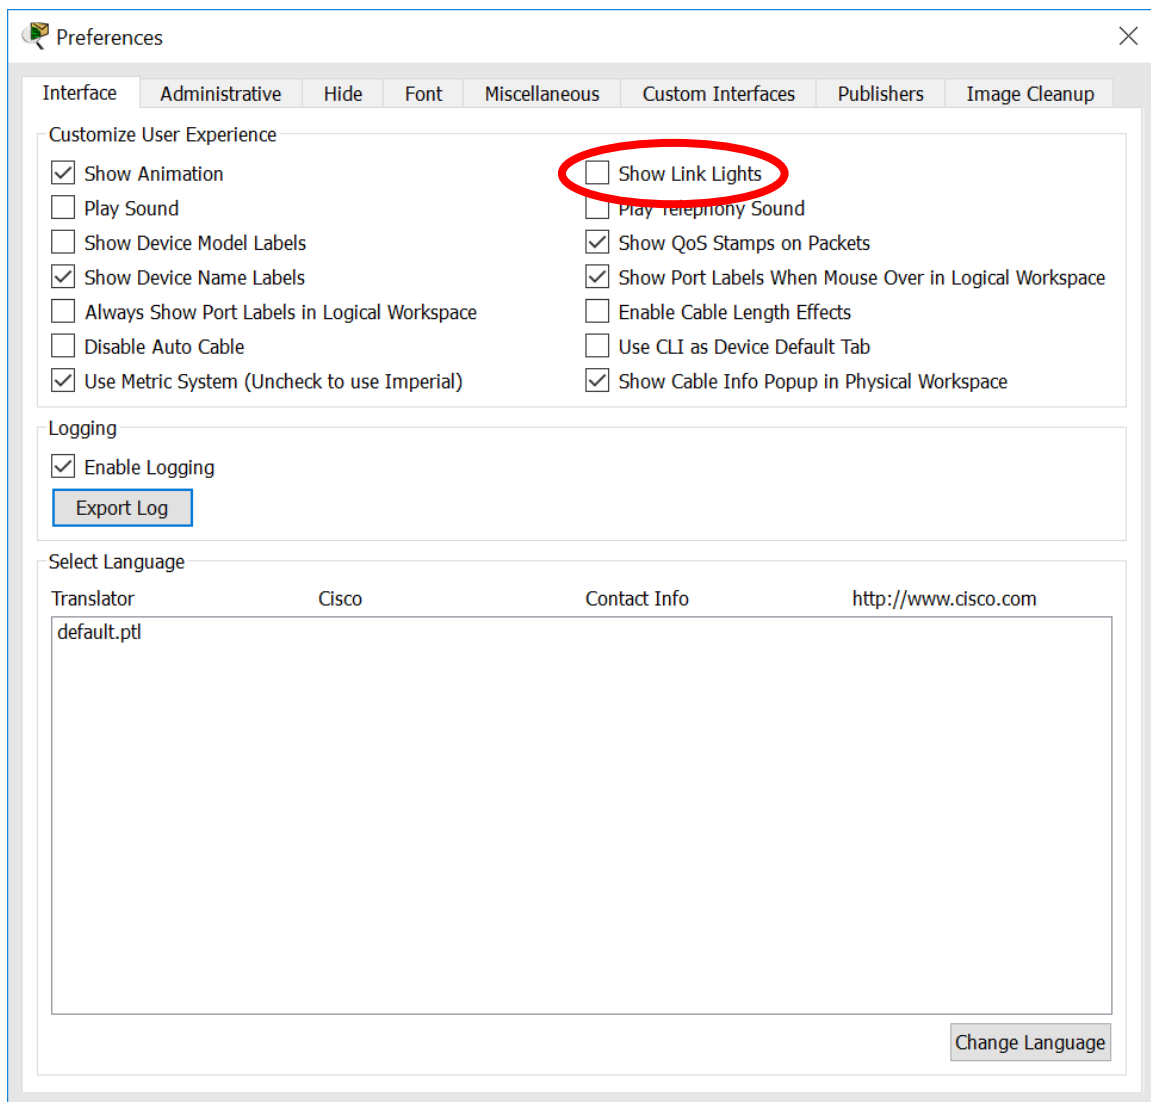 Preferences
Interface Administrative Hide Font Miscellaneous Custom Interfaces Publishers Image Cleanup
Customize User Experience
Show Animation
Show Link Lights
Play Sound
Play Telephony Sound
Show Device Model Labels
Show QoS Stamps on Packets
Show Device Name Labels
Show Port Labels When Mouse Over in Logical Workspace
Always Show Port Labels in Logical Workspace
Enable Cable Length Effects
Disable Auto Cable
Use CLI as Device Default Tab
Use Metric System (Uncheck to use Imperial)
Show Cable Info Popup in Physical Workspace
Logging
Enable Logging
Export Log
Select Language
Translator Cisco Contact Info http://www.cisco.com
default.ptl
Change Language